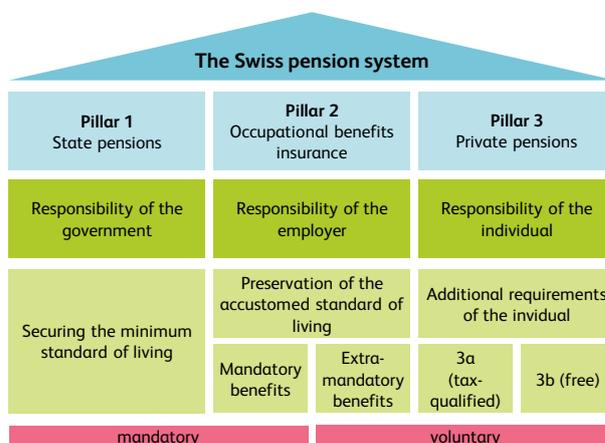 The Swiss pension system
Pillar 1
State pensions
Pillar 2
Occupational benefits
insurance
Pillar 3
Private pensions
Responsibility of the
government
Responsibility of the
employer
Responsibility of the
individual
Securing the minimum
standard of living
Preservation of the
accustomed standard of
living
Additional requirements
of the invidual
Mandatory
benefits
Extra-
mandatory
benefits
3a
(tax-
qualified)
3b (free)
mandatory
voluntary